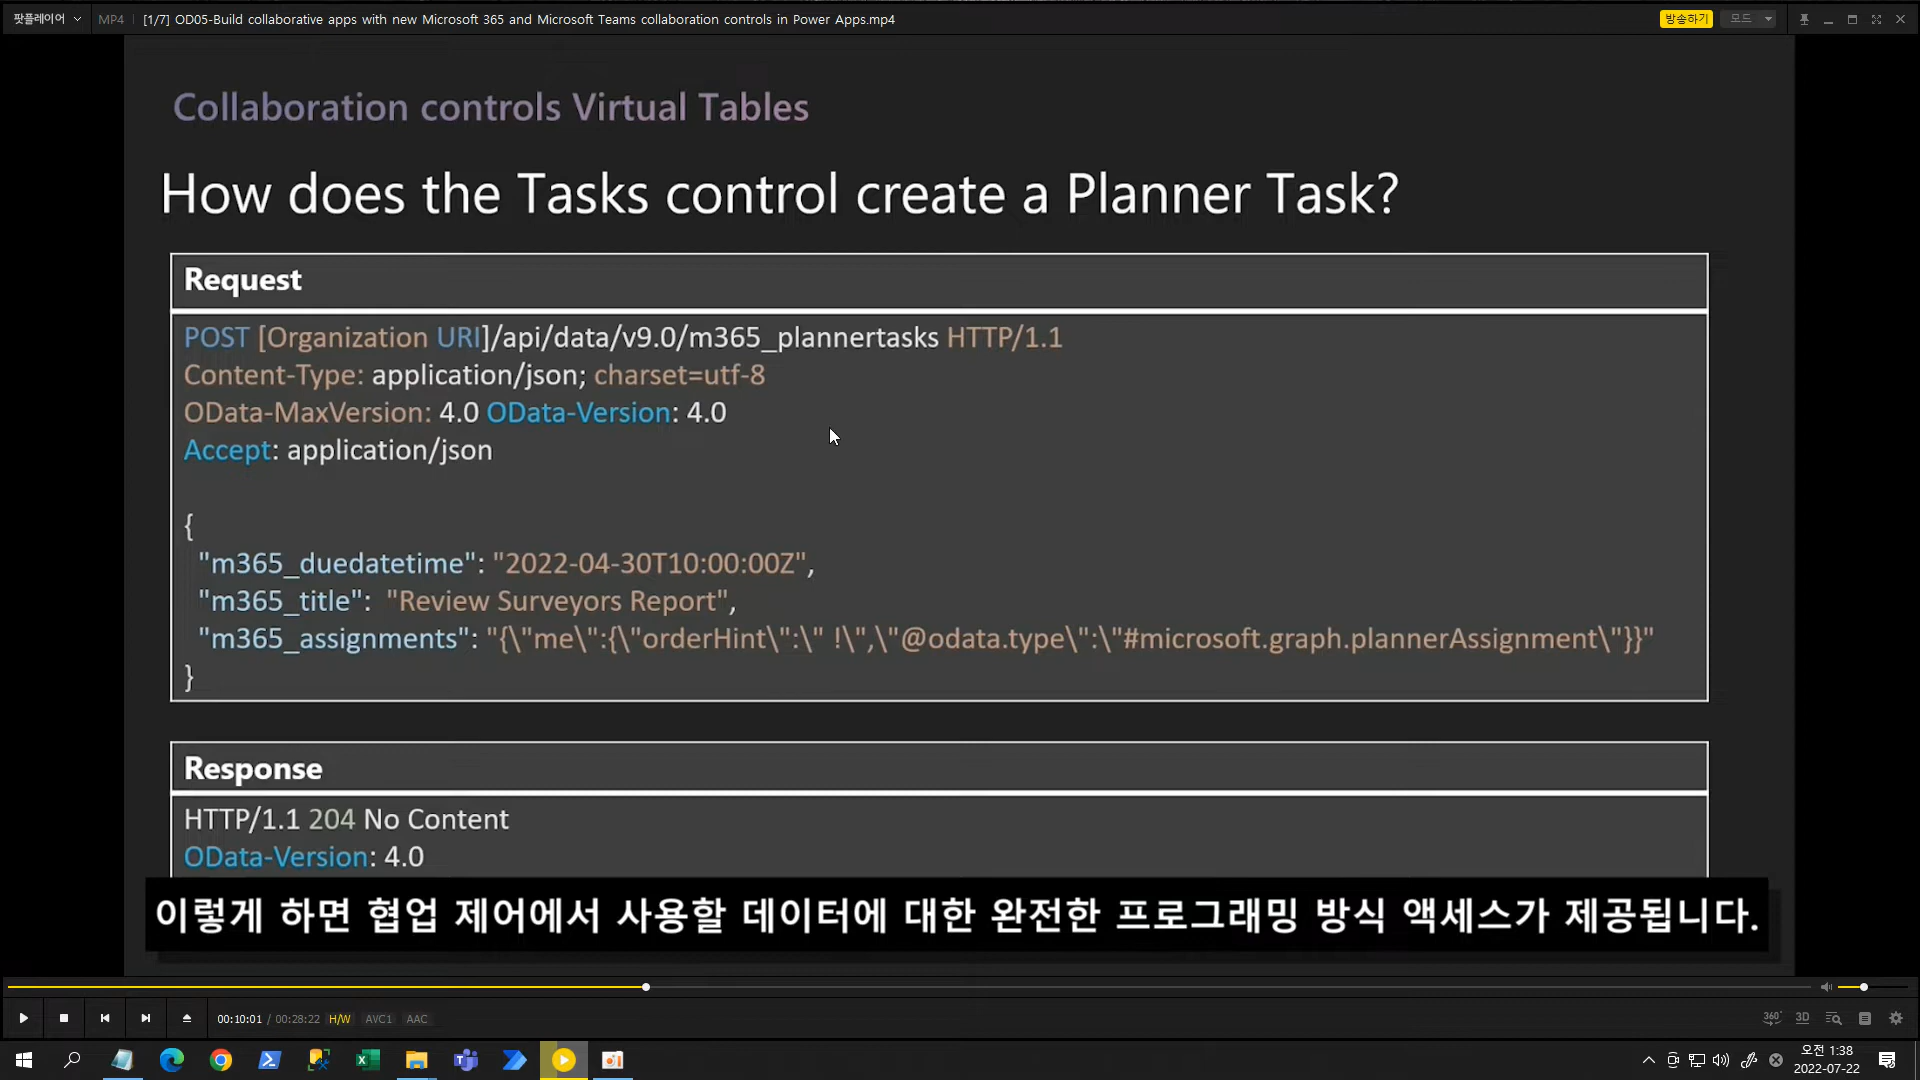 팟플레이어 MP4 [1/7] OD05-Build collaborative apps with new Microsoft 365 and Microsoft Teams collaboration controls in Power Apps.mp4 방송하기 모드
Collaboration controls Virtual Tables
How does the Tasks control create a Planner Task?
Request
POST [Organization URI]/api/data/v9.0/m365_plannertasks HTTP/1.1
Content-Type: application/json; charset=utf-8
OData-MaxVersion: 4.0 OData-Version: 4.0
Accept: application/json
{
"m365_duedatetime": "2022-04-30T10:00:00Z",
"m365_title": "Review Surveyors Report",
"m365_assignments": "{\"me\":{\"orderHint\":\" !\",\"@odata.type\":\"#microsoft.graph.plannerAssignment\"}}"
}
Response
HTTP/1.1 204 No Content
OData-Version: 4.0
이렇게 하면 협업 제어에서 사용할 데이터에 대한 완전한 프로그래밍 방식 액세스가 제공됩니다.
00:10:01 / 00:28:22 H/W AVC1 AAC 360° 3D
오전 1:38
2022-07-22